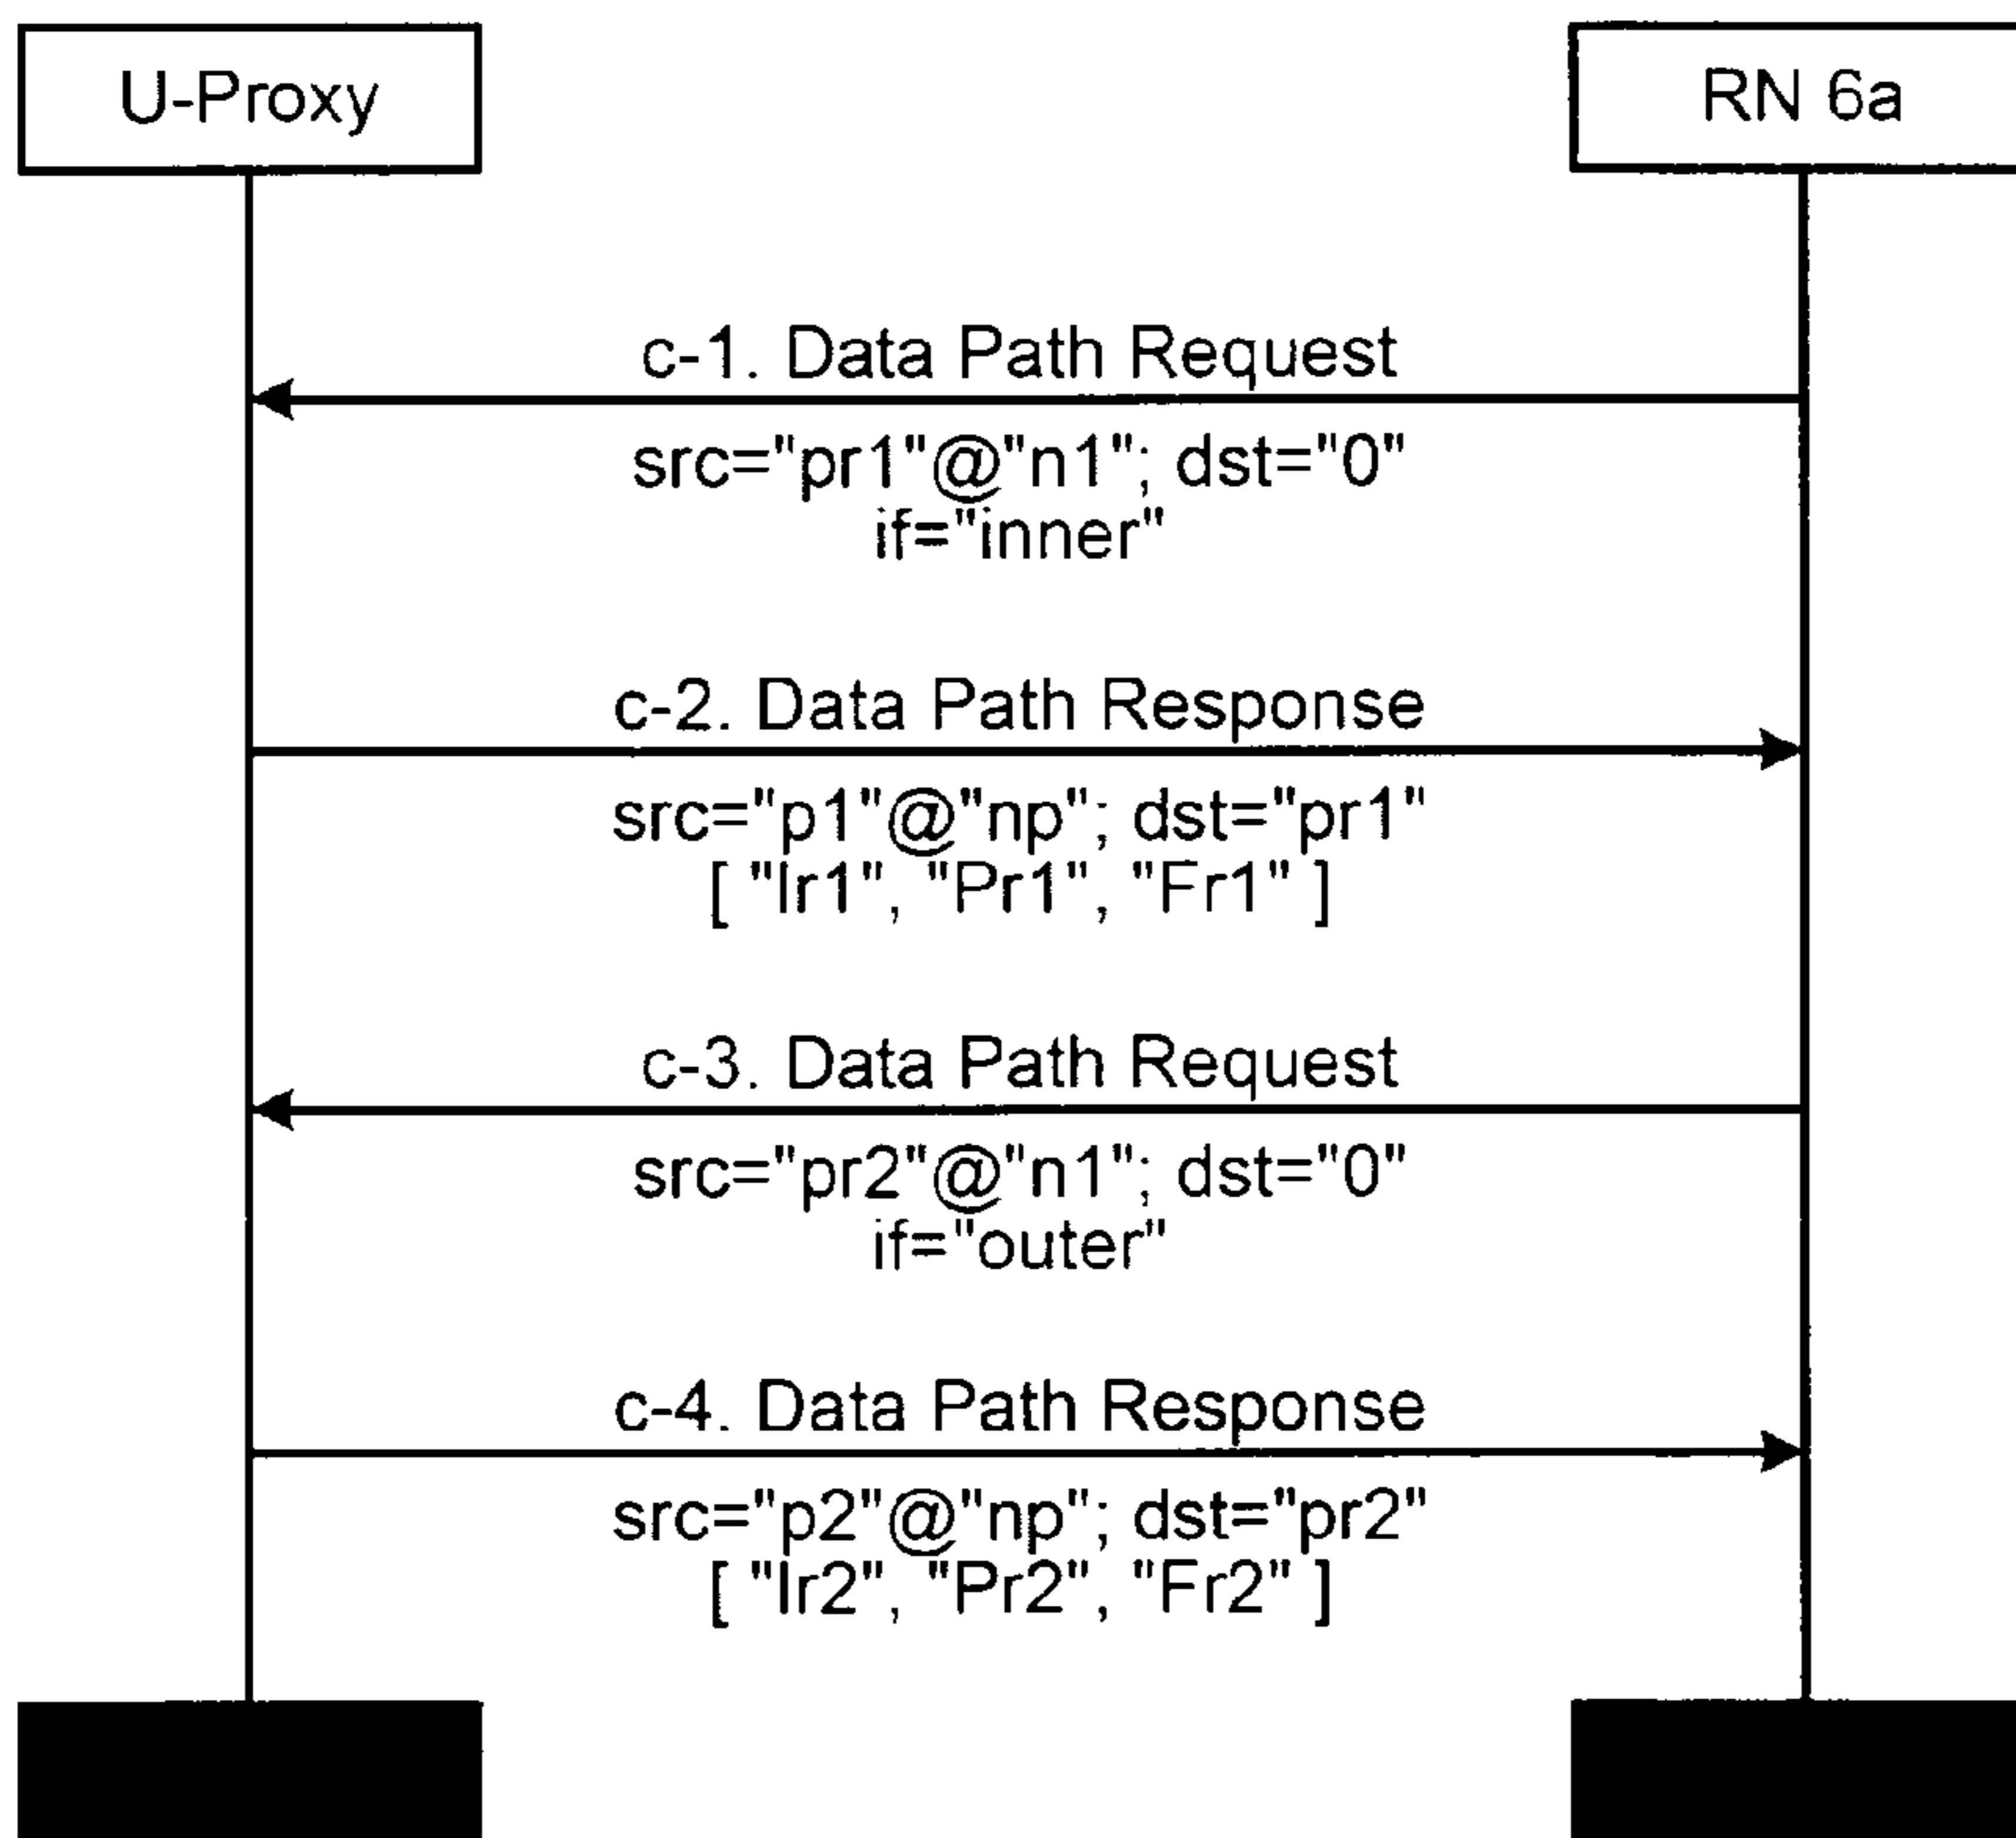 U-Proxy
RN 6a
c-1. Data Path Request
src="pr1"@"n1"; dst="0"
if="inner"
c-2. Data Path Response
src="p1"@"np"; dst="pr1"
[ "Ir1", "Pr1", "Fr1" ]
c-3. Data Path Request
src="pr2"@"n1"; dst="0"
if="outer"
c-4. Data Path Response
src="p2"@"np"; dst="pr2"
[ "Ir2", "Pr2", "Fr2" ]